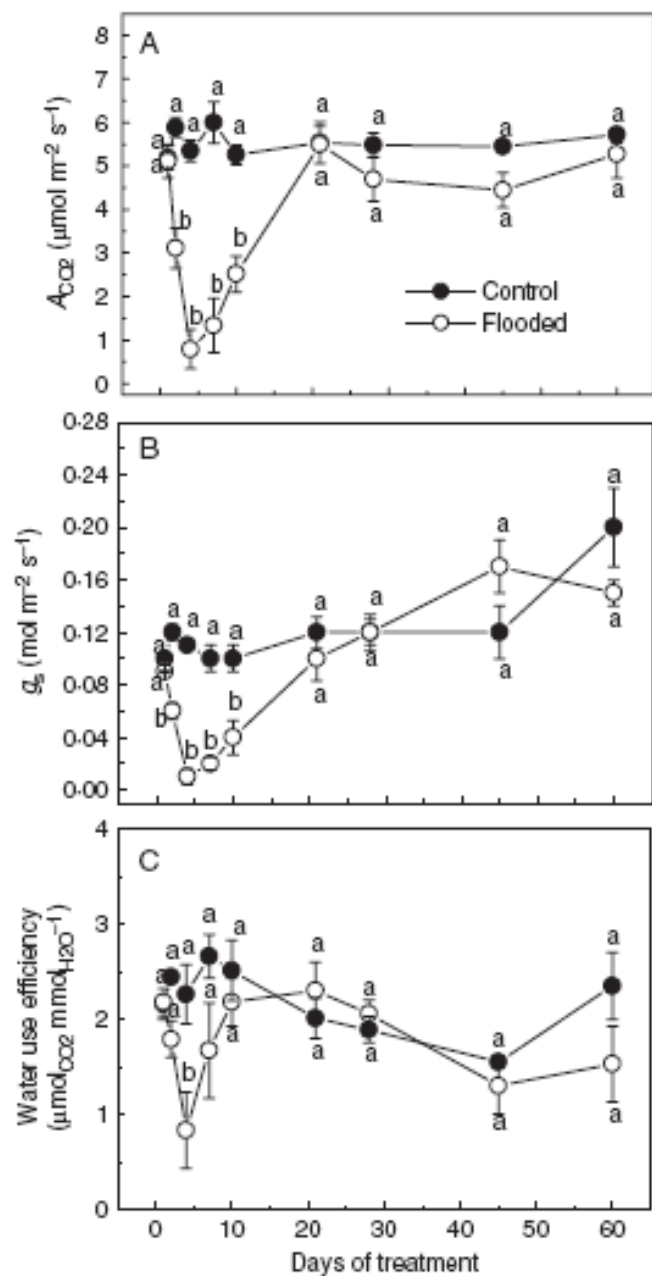 A
8
7
6
5
4
3
2
1
0
A_CO2 (µmol m⁻² s⁻¹)
a
a
a
a
a
a
a
a
a
a
b
b
b
b
a
a
a
a
Control
Flooded
B
0·28
0·24
0·20
0·16
0·12
0·08
0·04
0·00
g_s (mol m⁻² s⁻¹)
a
a
a
a
a
a
a
a
a
a
b
b
b
b
a
a
a
a
C
4
3
2
1
0
Water use efficiency
(µmol_CO2 mmol_H2O⁻¹)
a
a
a
a
a
a
a
a
a
a
b
a
a
a
a
a
a
0 10 20 30 40 50 60
Days of treatment